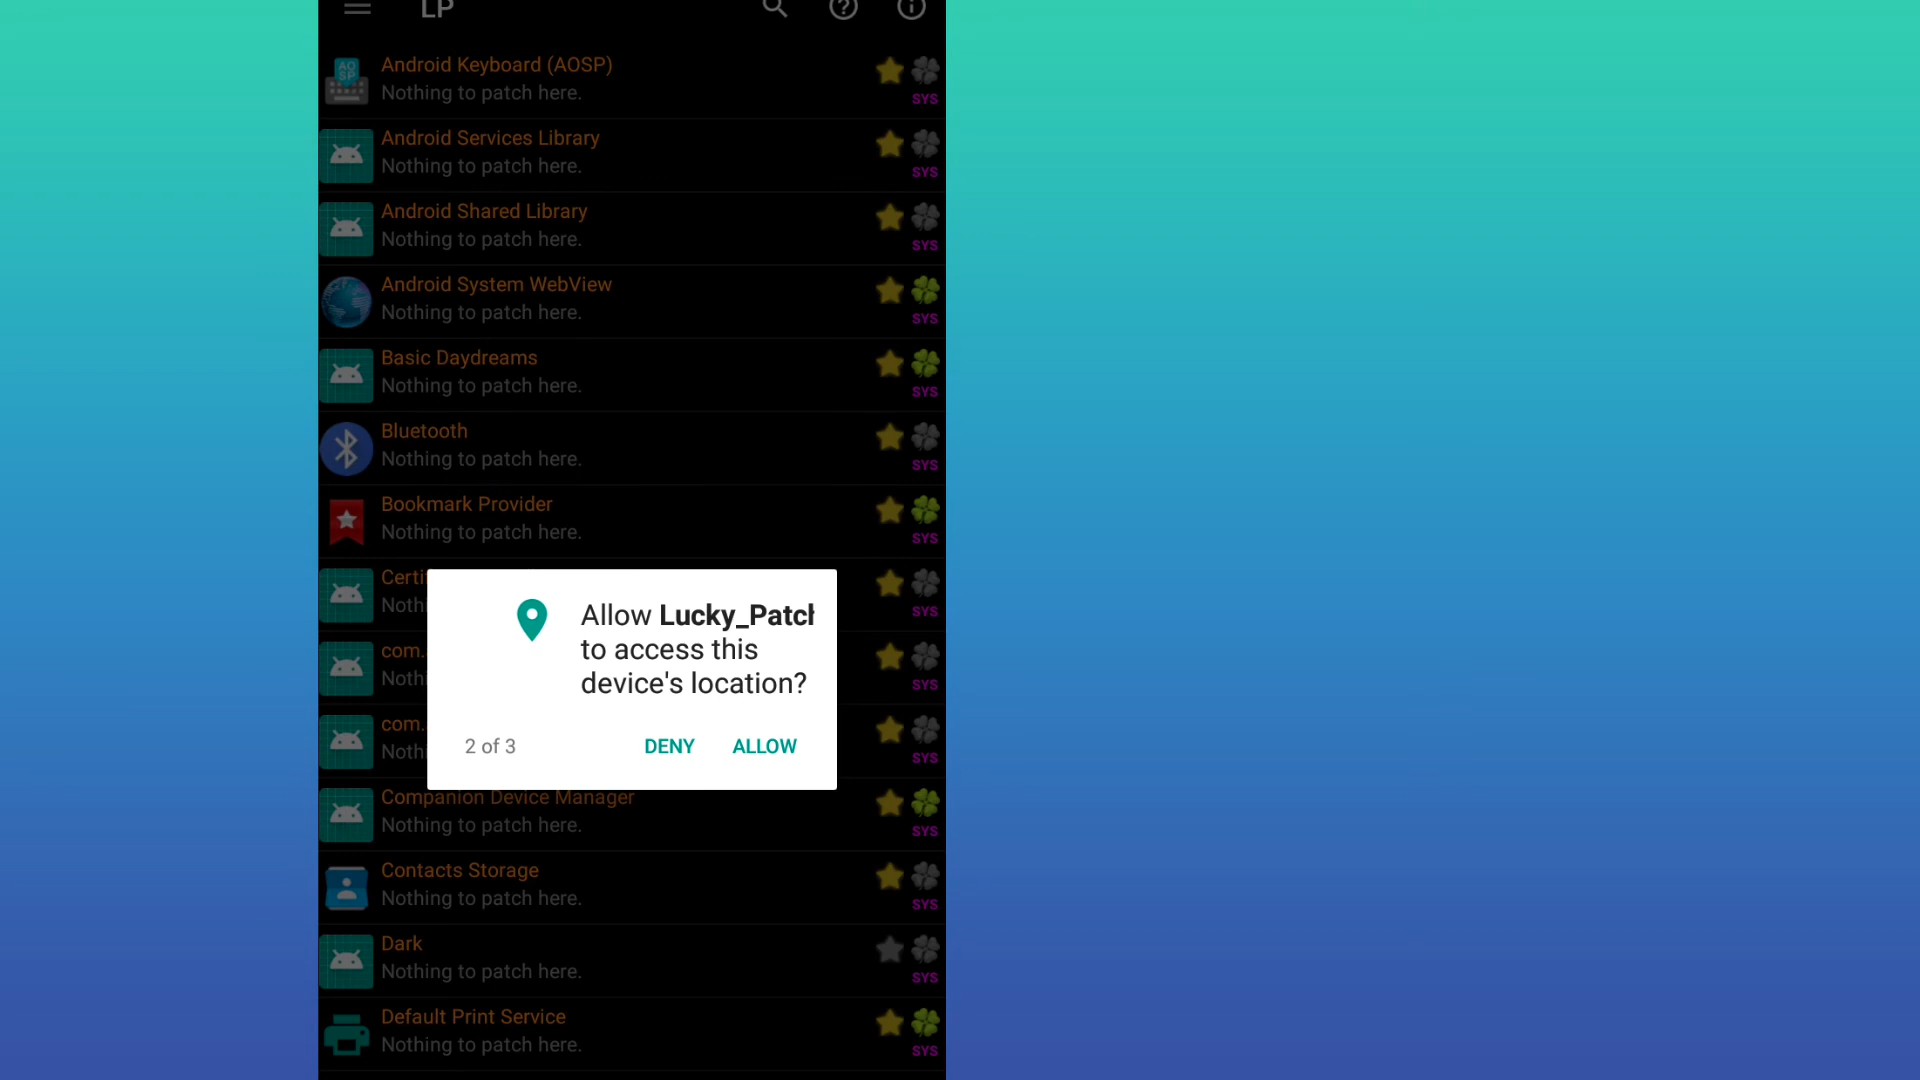 LP
Android Keyboard (AOSP)
Nothing to patch here.
SYS
Android Services Library
Nothing to patch here.
SYS
Android Shared Library
Nothing to patch here.
SYS
Android System WebView
Nothing to patch here.
SYS
Basic Daydreams
Nothing to patch here.
SYS
Bluetooth
Nothing to patch here.
SYS
Bookmark Provider
Nothing to patch here.
SYS
Certi
Nothi
SYS
com.
Nothi
SYS
com.
Nothi
SYS
Allow Lucky_Patch
to access this
device's location?
2 of 3
DENY
ALLOW
Companion Device Manager
Nothing to patch here.
SYS
Contacts Storage
Nothing to patch here.
SYS
Dark
Nothing to patch here.
SYS
Default Print Service
Nothing to patch here.
SYS